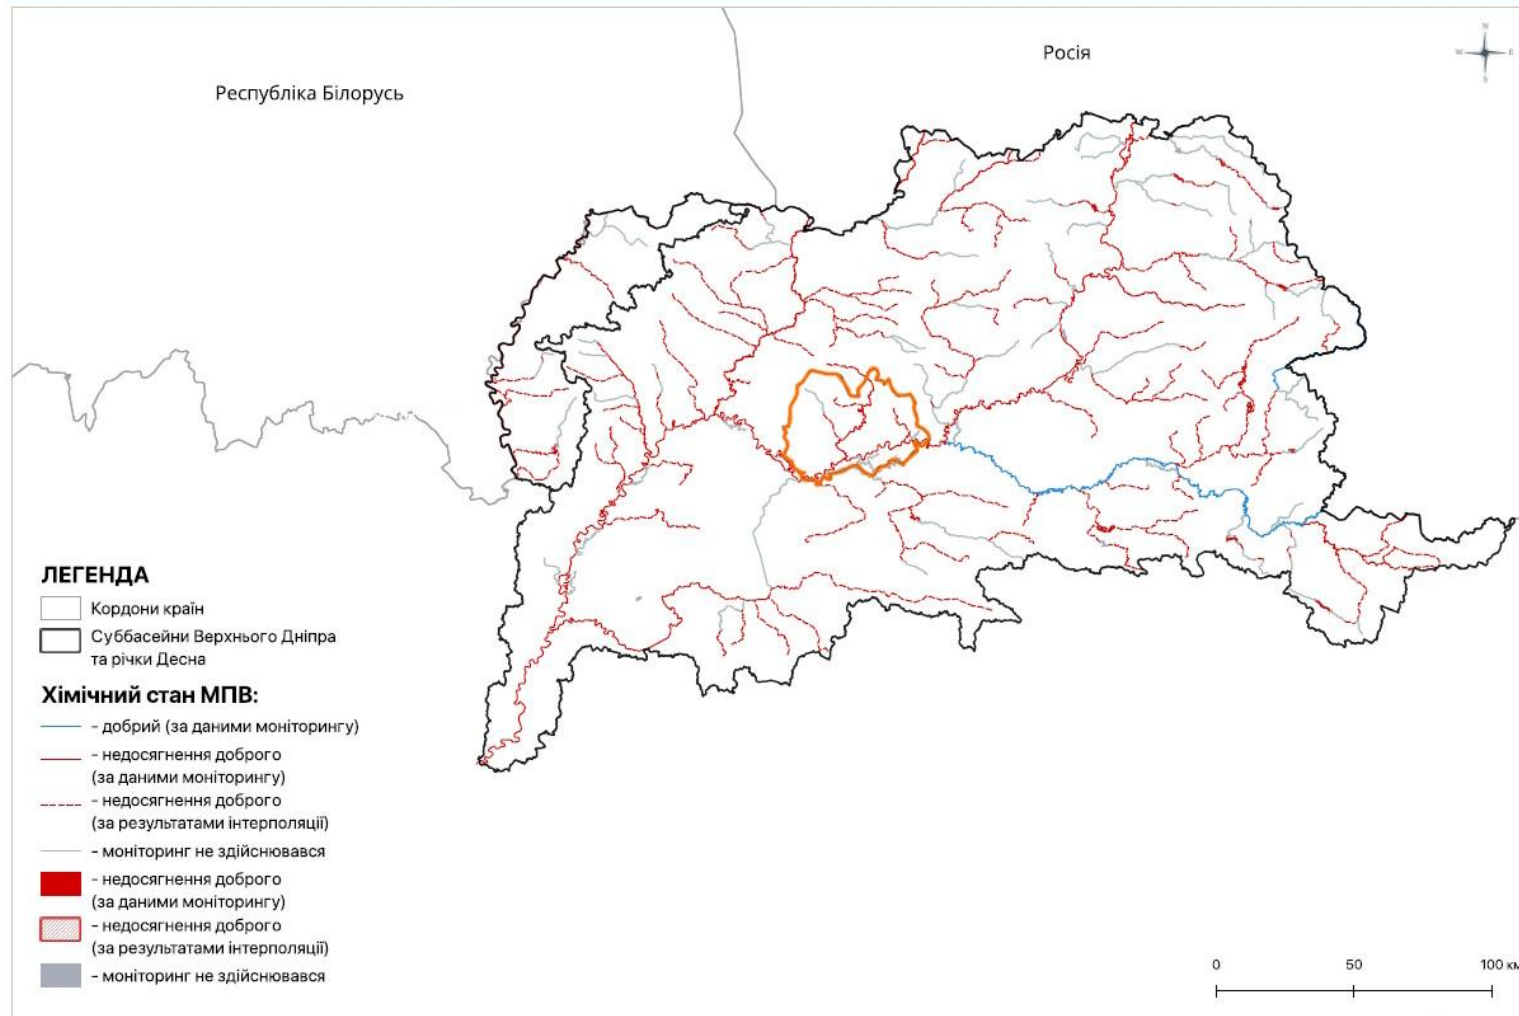 Росія
Республіка Білорусь
N
W
E
S
ЛЕГЕНДА
Кордони країн
Суббасейни Верхнього Дніпра
та річки Десна
Хімічний стан МПВ:
- добрий (за даними моніторингу)
- недосягнення доброго
(за даними моніторингу)
- недосягнення доброго
(за результатами інтерполяції)
- моніторинг не здійснювався
- недосягнення доброго
(за даними моніторингу)
- недосягнення доброго
(за результатами інтерполяції)
- моніторинг не здійснювався
0 50 100 км